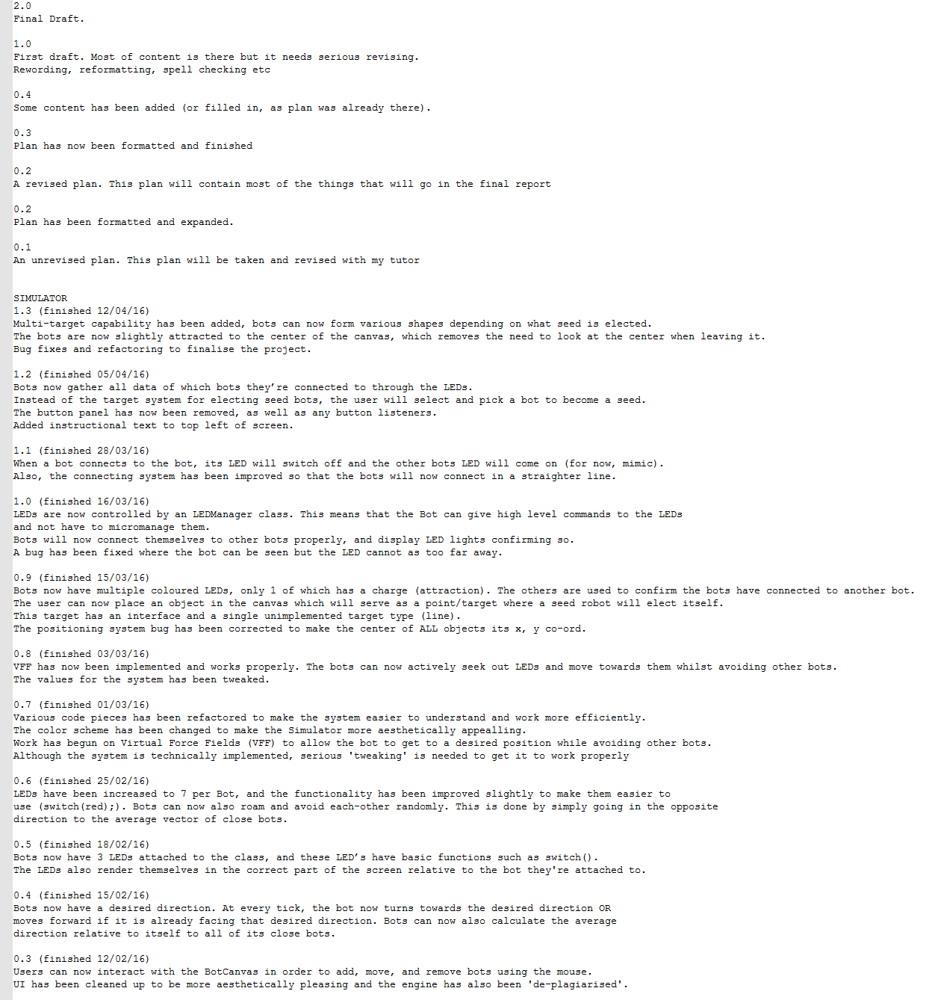 2.0
Final Draft.
1.0
First draft. Most of content is there but it needs serious revising.
Rewording, reformatting, spell checking etc
0.4
Some content has been added (or filled in, as plan was already there).
0.3
Plan has now been formatted and finished
0.2
A revised plan. This plan will contain most of the things that will go in the final report
0.2
Plan has been formatted and expanded.
0.1
An unrevised plan. This plan will be taken and revised with my tutor
SIMULATOR
1.3 (finished 12/04/16)
Multi-target capability has been added, bots can now form various shapes depending on what seed is elected.
The bots are now slightly attracted to the center of the canvas, which removes the need to look at the center when leaving it.
Bug fixes and refactoring to finalise the project.
1.2 (finished 05/04/16)
Bots now gather all data of which bots they’re connected to through the LEDs.
Instead of the target system for electing seed bots, the user will select and pick a bot to become a seed.
The button panel has now been removed, as well as any button listeners.
Added instructional text to top left of screen.
1.1 (finished 28/03/16)
When a bot connects to the bot, its LED will switch off and the other bots LED will come on (for now, mimic).
Also, the connecting system has been improved so that the bots will now connect in a straighter line.
1.0 (finished 16/03/16)
LEDs are now controlled by an LEDManager class. This means that the Bot can give high level commands to the LEDs
and not have to micromanage them.
Bots will now connect themselves to other bots properly, and display LED lights confirming so.
A bug has been fixed where the bot can be seen but the LED cannot as too far away.
0.9 (finished 15/03/16)
Bots now have multiple coloured LEDs, only 1 of which has a charge (attraction). The others are used to confirm the bots have connected to another bot.
The user can now place an object in the canvas which will serve as a point/target where a seed robot will elect itself.
This target has an interface and a single unimplemented target type (line).
The positioning system bug has been corrected to make the center of ALL objects its x, y co-ord.
0.8 (finished 03/03/16)
VFF has now been implemented and works properly. The bots can now actively seek out LEDs and move towards them whilst avoiding other bots.
The values for the system has been tweaked.
0.7 (finished 01/03/16)
Various code pieces has been refactored to make the system easier to understand and work more efficiently.
The color scheme has been changed to make the Simulator more aesthetically appealling.
Work has begun on Virtual Force Fields (VFF) to allow the bot to get to a desired position while avoiding other bots.
Although the system is technically implemented, serious 'tweaking' is needed to get it to work properly
0.6 (finished 25/02/16)
LEDs have been increased to 7 per Bot, and the functionality has been improved slightly to make them easier to
use (switch(red);). Bots can now also roam and avoid each-other randomly. This is done by simply going in the opposite
direction to the average vector of close bots.
0.5 (finished 18/02/16)
Bots now have 3 LEDs attached to the class, and these LED’s have basic functions such as switch().
The LEDs also render themselves in the correct part of the screen relative to the bot they're attached to.
0.4 (finished 15/02/16)
Bots now have a desired direction. At every tick, the bot now turns towards the desired direction OR
moves forward if it is already facing that desired direction. Bots can now also calculate the average
direction relative to itself to all of its close bots.
0.3 (finished 12/02/16)
Users can now interact with the BotCanvas in order to add, move, and remove bots using the mouse.
UI has been cleaned up to be more aesthetically pleasing and the engine has also been 'de-plagiarised'.